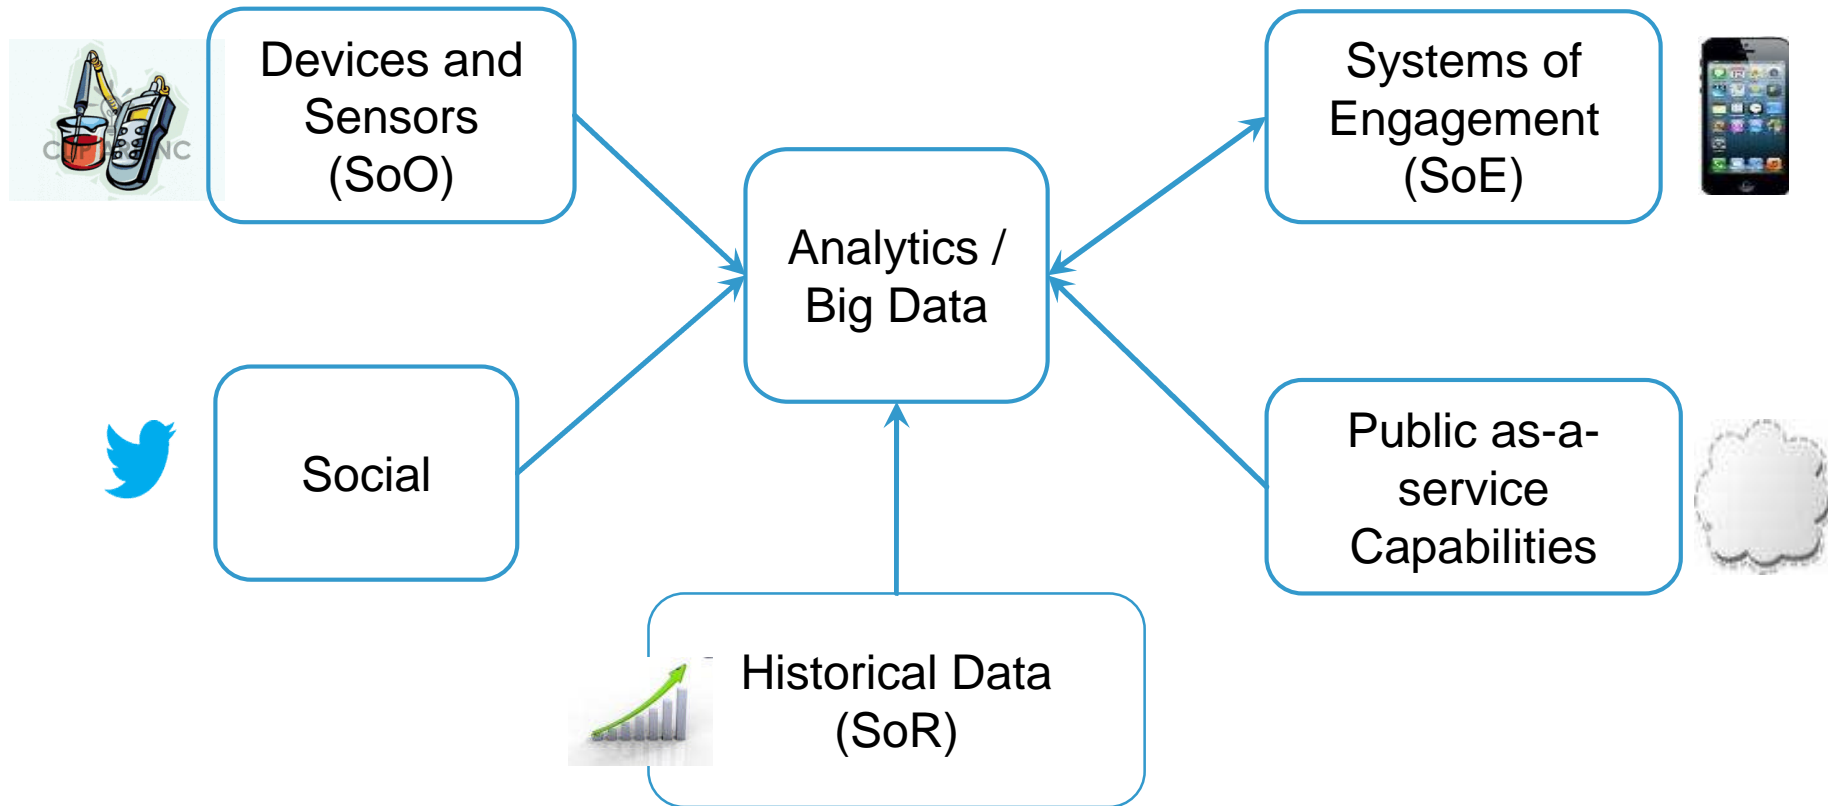 Devices and
Sensors
(SoO)
Systems of
Engagement
(SoE)
Analytics /
Big Data
Social
Public as-a-
service
Capabilities
Historical Data
(SoR)